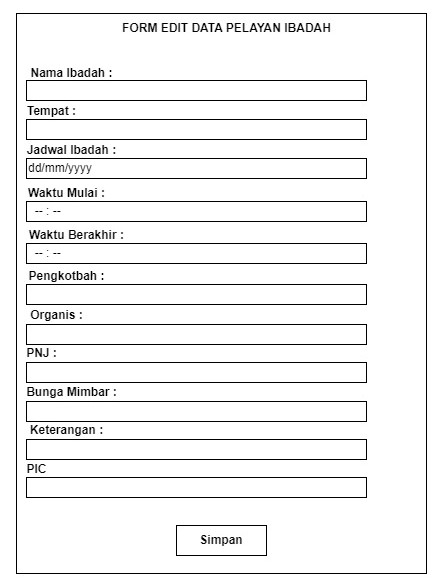 FORM EDIT DATA PELAYAN IBADAH
Nama Ibadah :
Tempat :
Jadwal Ibadah :
dd/mm/yyyy
Waktu Mulai :
-- : --
Waktu Berakhir :
-- : --
Pengkotbah :
Organis :
PNJ :
Bunga Mimbar :
Keterangan :
PIC
Simpan